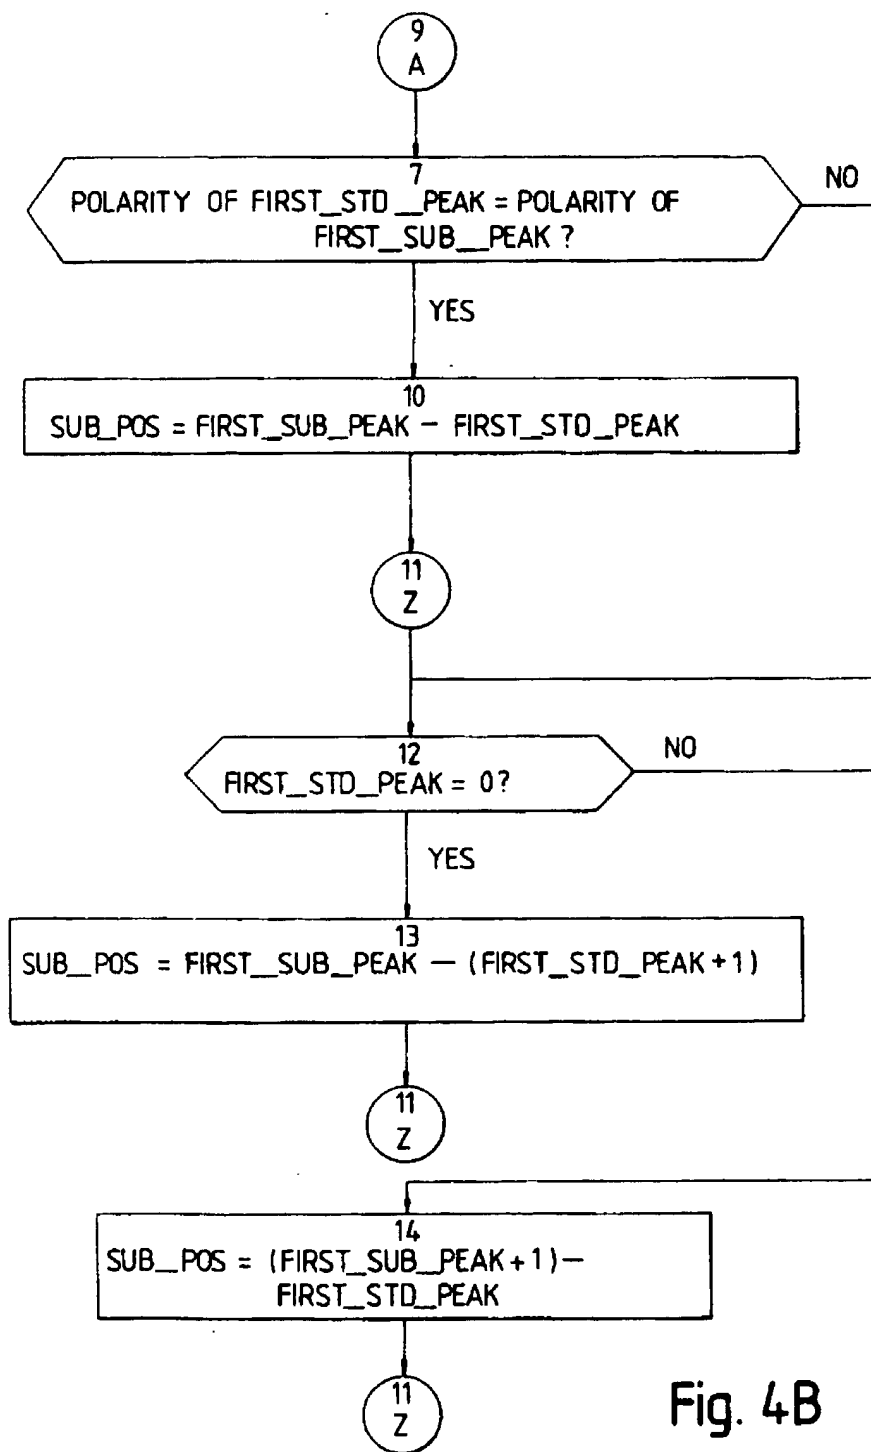 9
A
7
POLARITY OF FIRST_STD__PEAK = POLARITY OF
FIRST_SUB__PEAK ?
NO
YES
10
SUB_POS = FIRST_SUB_PEAK – FIRST_STD_PEAK
11
Z
12
FIRST_STD_PEAK = 0?
NO
YES
13
SUB_POS = FIRST_SUB_PEAK – (FIRST_STD_PEAK+1)
11
Z
14
SUB_POS = (FIRST_SUB_PEAK+1)–
FIRST_STD_PEAK
11
Z
Fig. 4B